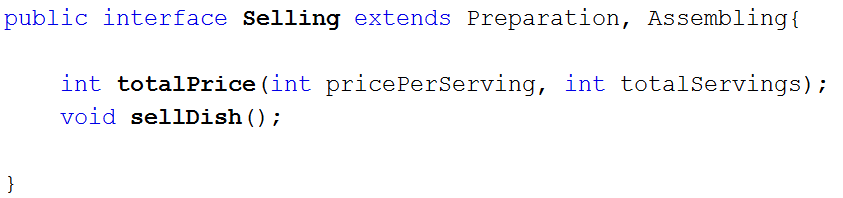 public interface Selling extends Preparation, Assembling{
int totalPrice(int pricePerServing, int totalServings);
void sellDish();
}